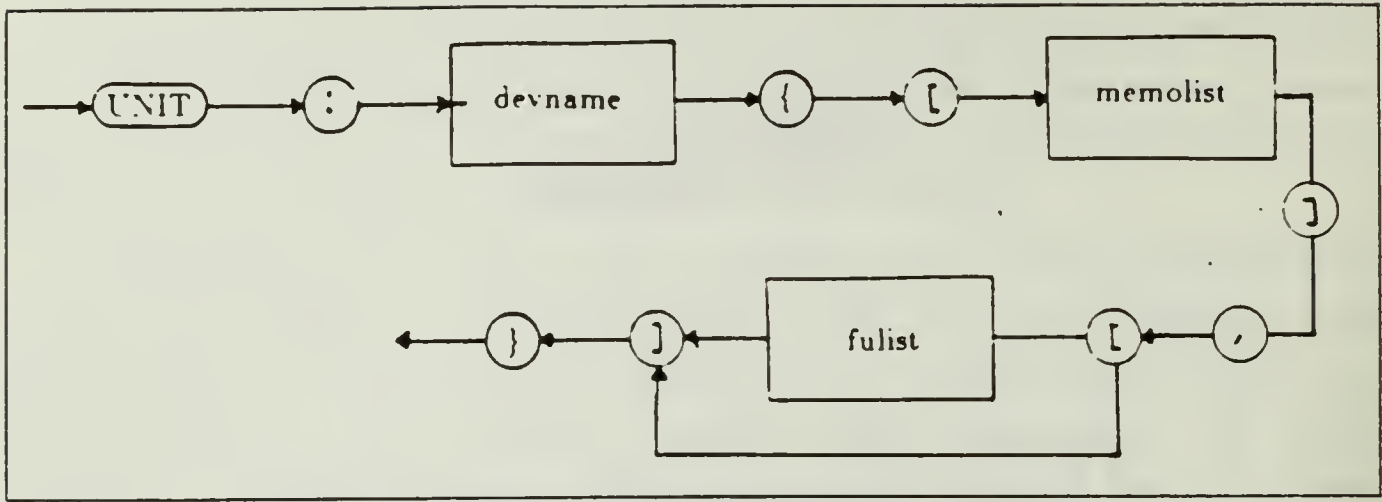 UNIT : devname { [ memolist
]
} ] fulist [ ,